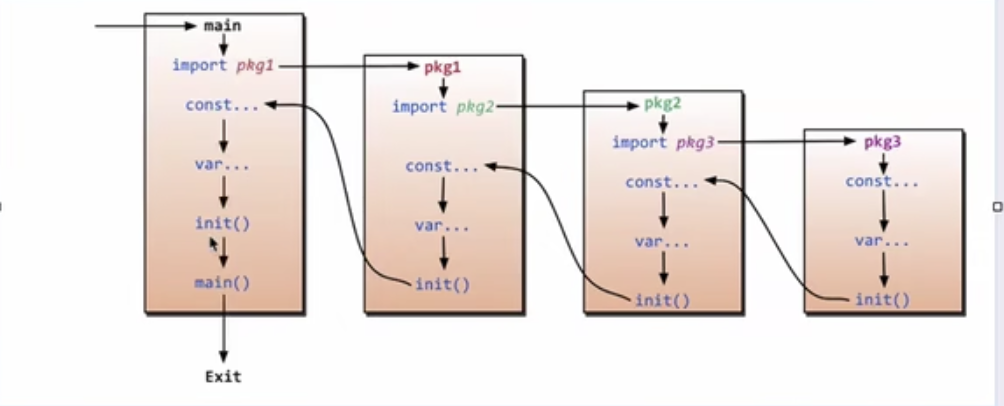 main
import pkg1
const...
var...
init()
main()
Exit
pkg1
import pkg2
const...
var...
init()
pkg2
import pkg3
const...
var...
init()
pkg3
const...
var...
init()